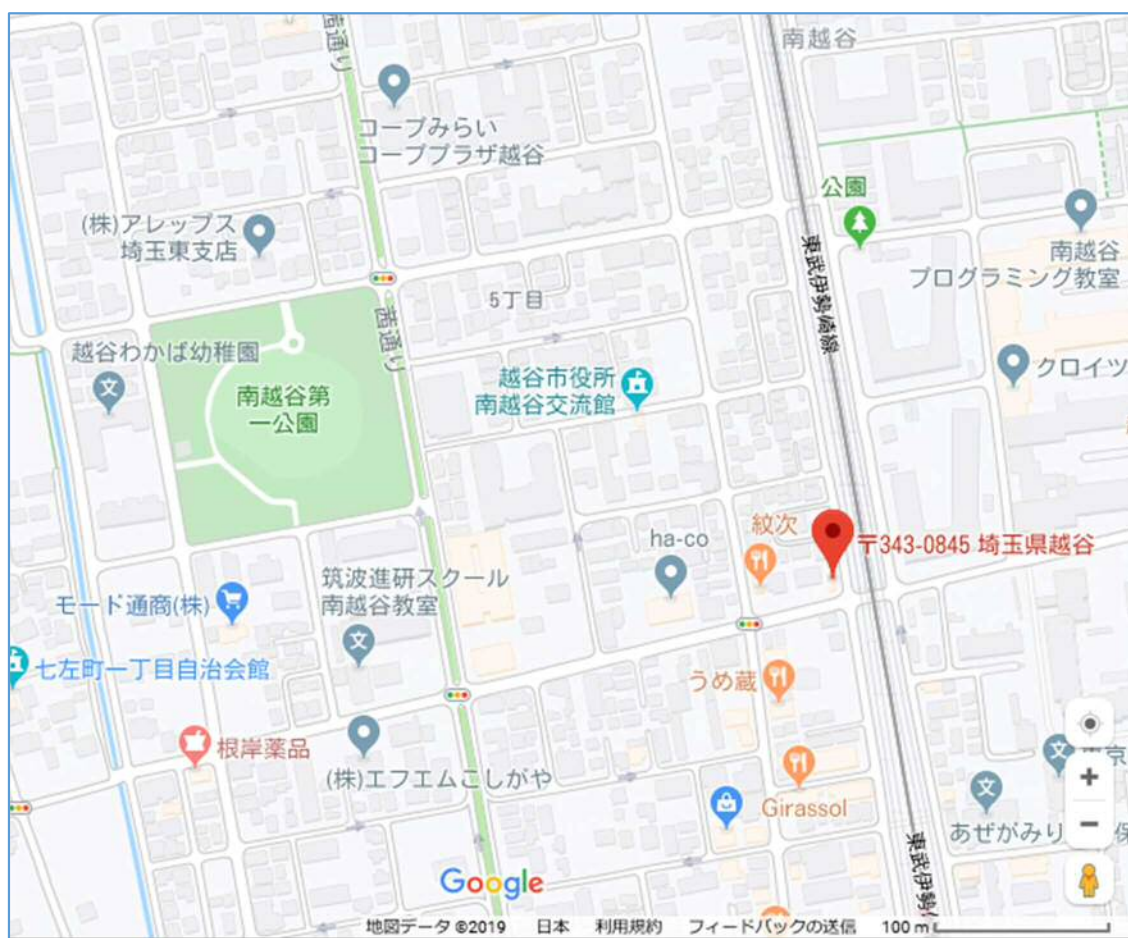 茜通り
南越谷
コープみらい
コーププラザ越谷
公園
(株)アレップス
埼玉東支店
南越谷
プログラミング教室
東武伊勢崎線
5丁目
茜通り
越谷わかば幼稚園
クロイツ
越谷市役所
南越谷交流館
南越谷第
一公園
紋次
ha-co
〒343-0845 埼玉県越谷
筑波進研スクール
南越谷教室
モード通商(株)
七左町一丁目自治会館
うめ蔵
根岸薬品
(株)エフエムこしがや
Girassol
あぜがみり
保
東武伊勢
Google
地図データ ©2019
日本
利用規約
フィードバックの送信
100 m